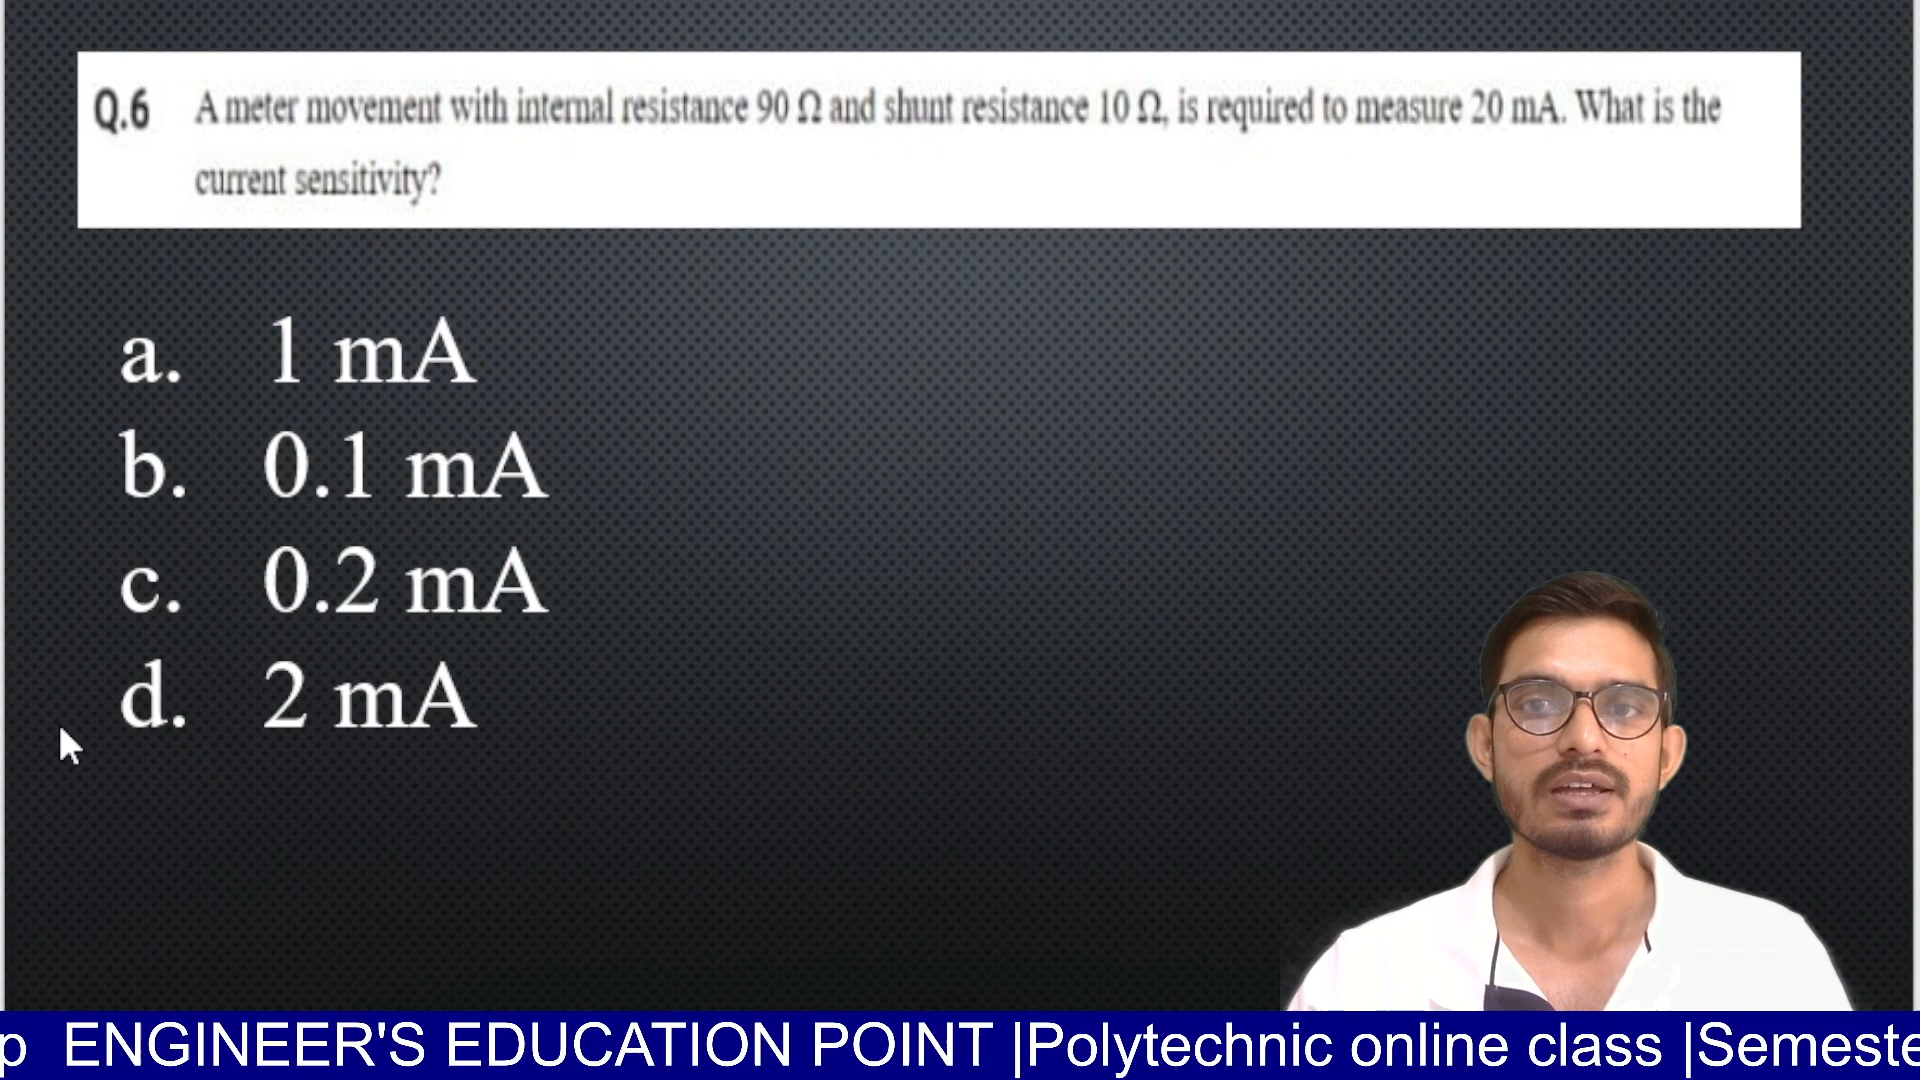 Q.6 A meter movement with internal resistance 90 Ω and shunt resistance 10 Ω, is required to measure 20 mA. What is the
current sensitivity?
a. 1 mA
b. 0.1 mA
c. 0.2 mA
d. 2 mA
p ENGINEER'S EDUCATION POINT |Polytechnic online class |Semeste